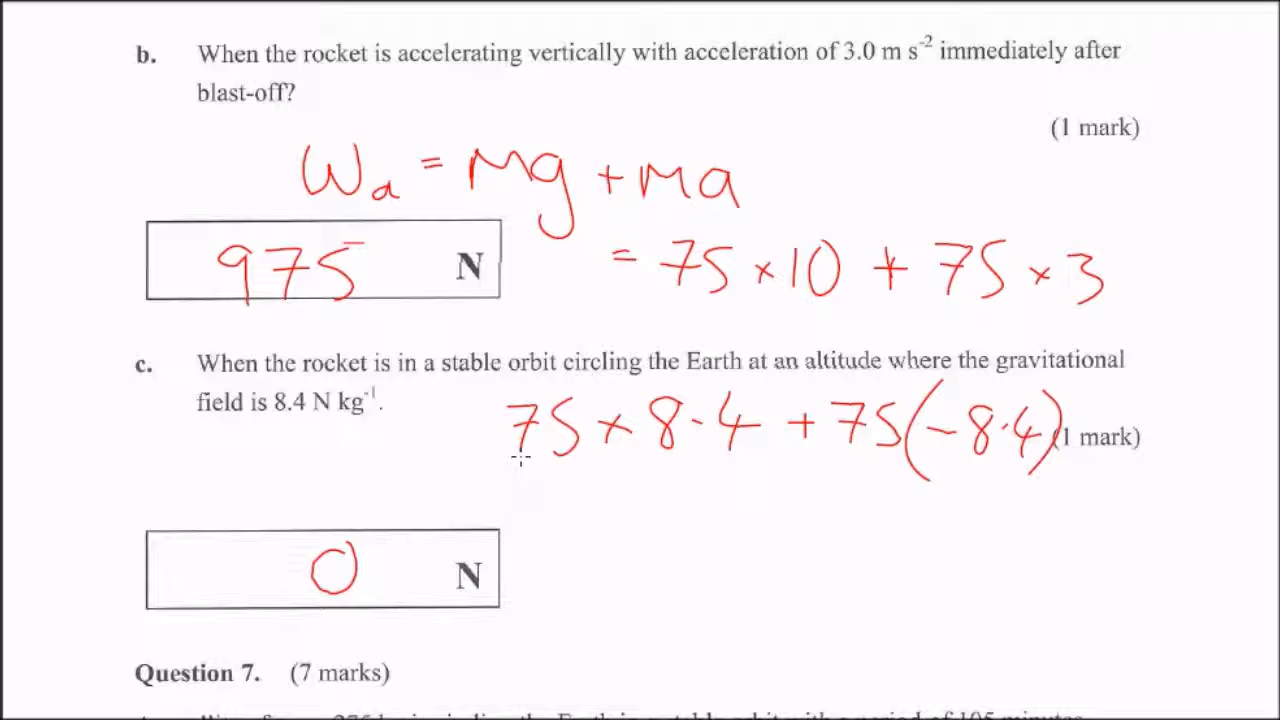 b. When the rocket is accelerating vertically with acceleration of 3.0 m s⁻² immediately after
blast-off?
(1 mark)
Wa = mg + ma
975 N
= 75 × 10 + 75 × 3
c. When the rocket is in a stable orbit circling the Earth at an altitude where the gravitational
field is 8.4 N kg⁻¹.
75 × 8.4 + 75(-8.4)
(1 mark)
0 N
Question 7. (7 marks)